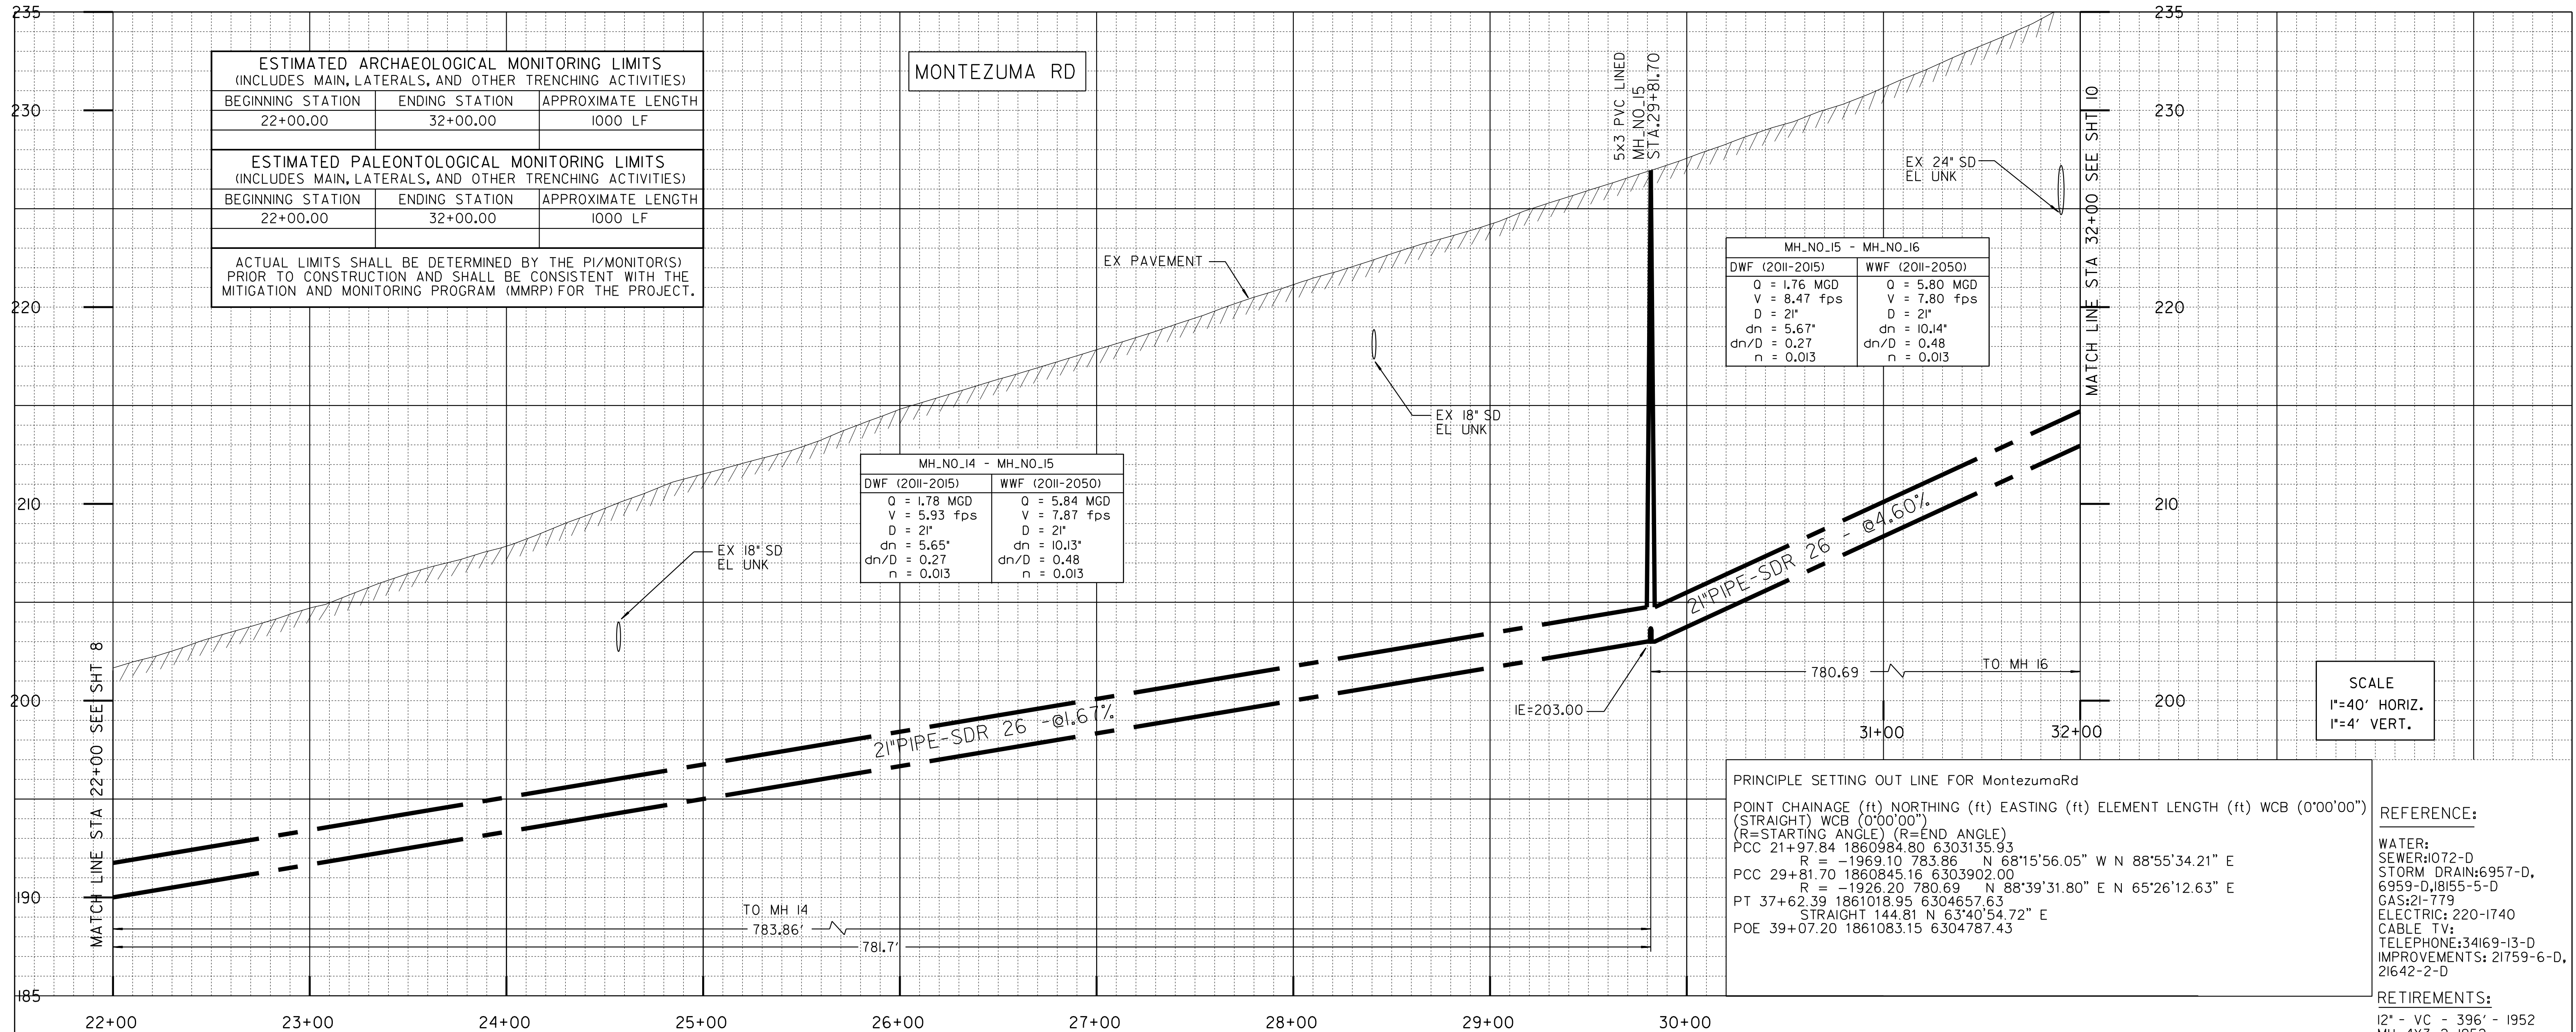 235
230
220
210
200
190
185
ESTIMATED ARCHAEOLOGICAL MONITORING LIMITS
(INCLUDES MAIN, LATERALS, AND OTHER TRENCHING ACTIVITIES)
BEGINNING STATION ENDING STATION APPROXIMATE LENGTH
22+00.00 32+00.00 1000 LF
ESTIMATED PALEONTOLOGICAL MONITORING LIMITS
(INCLUDES MAIN, LATERALS, AND OTHER TRENCHING ACTIVITIES)
BEGINNING STATION ENDING STATION APPROXIMATE LENGTH
22+00.00 32+00.00 1000 LF
ACTUAL LIMITS SHALL BE DETERMINED BY THE PI/MONITOR(S)
PRIOR TO CONSTRUCTION AND SHALL BE CONSISTENT WITH THE
MITIGATION AND MONITORING PROGRAM (MMRP) FOR THE PROJECT.
MONTEZUMA RD
MATCH LINE STA 22+00 SEE SHT 8
EX PAVEMENT
EX 18" SD
EL UNK
EX 18" SD
EL UNK
5x3 PVC LINED
MH_NO_15
STA.29+81.70
EX 24" SD
EL UNK
MATCH LINE STA 32+00 SEE SHT 10
235
230
220
210
200
MH_NO_14 - MH_NO_15
DWF (2011-2015) WWF (2011-2050)
Q = 1.78 MGD Q = 5.84 MGD
V = 5.93 fps V = 7.87 fps
D = 21" D = 21"
dn = 5.65" dn = 10.13"
dn/D = 0.27 dn/D = 0.48
n = 0.013 n = 0.013
MH_NO_15 - MH_NO_16
DWF (2011-2015) WWF (2011-2050)
Q = 1.76 MGD Q = 5.80 MGD
V = 8.47 fps V = 7.80 fps
D = 21" D = 21"
dn = 5.67" dn = 10.14"
dn/D = 0.27 dn/D = 0.48
n = 0.013 n = 0.013
21"PIPE-SDR 26 -@1.67%
21"PIPE-SDR 26 - @4.60%
IE=203.00
780.69 TO MH 16
31+00 32+00
TO MH 14
783.86'
781.7'
SCALE
1"=40' HORIZ.
1"=4' VERT.
PRINCIPLE SETTING OUT LINE FOR MontezumaRd
POINT CHAINAGE (ft) NORTHING (ft) EASTING (ft) ELEMENT LENGTH (ft) WCB (0°00'00")
(STRAIGHT) WCB (0°00'00")
(R=STARTING ANGLE) (R=END ANGLE)
PCC 21+97.84 1860984.80 6303135.93
R = -1969.10 783.86 N 68°15'56.05" W N 88°55'34.21" E
PCC 29+81.70 1860845.16 6303902.00
R = -1926.20 780.69 N 88°39'31.80" E N 65°26'12.63" E
PT 37+62.39 1861018.95 6304657.63
STRAIGHT 144.81 N 63°40'54.72" E
POE 39+07.20 1861083.15 6304787.43
REFERENCE:
WATER:
SEWER:1072-D
STORM DRAIN:6957-D,
6959-D,18155-5-D
GAS:21-779
ELECTRIC: 220-1740
CABLE TV:
TELEPHONE:34169-13-D
IMPROVEMENTS: 21759-6-D,
21642-2-D
RETIREMENTS:
12" - VC - 396' - 1952
22+00 23+00 24+00 25+00 26+00 27+00 28+00 29+00 30+00